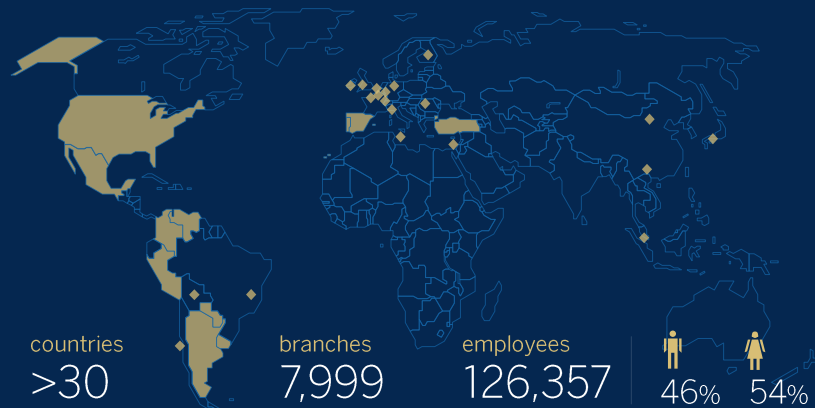 countries
>30
branches
7,999
employees
126,357
46%
54%